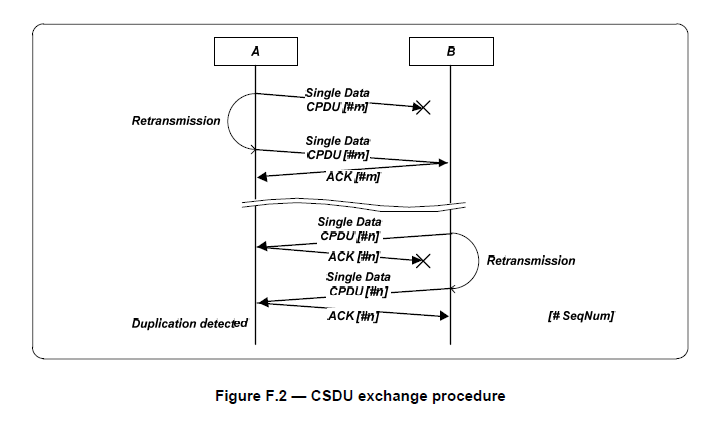 A
B
Single Data
CPDU [#m]
Retransmission
Single Data
CPDU [#m]
ACK [#m]
Single Data
CPDU [#n]
ACK [#n]
Retransmission
Single Data
CPDU [#n]
ACK [#n]
Duplication detected
[# SeqNum]
Figure F.2 — CSDU exchange procedure